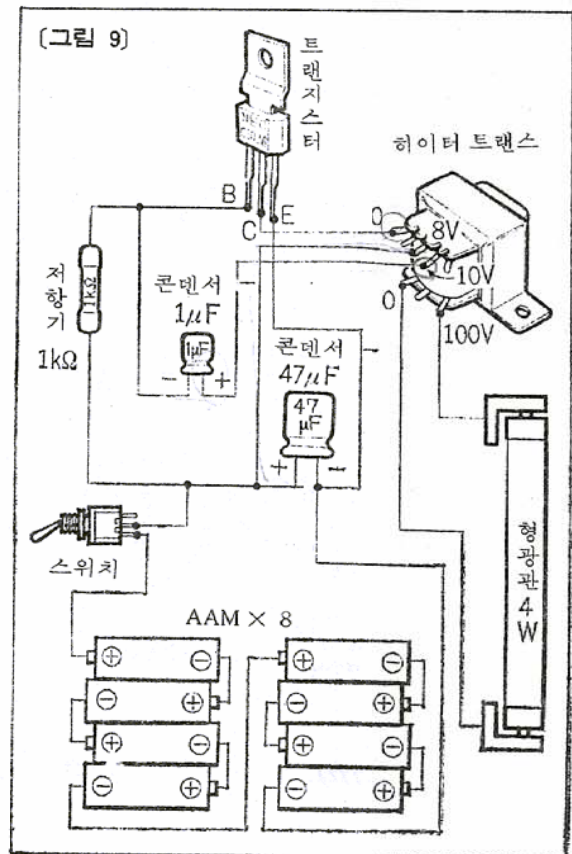 〔그림 9〕
트랜지스터
히이터 트랜스
B
C
E
0
8V
10V
0
100V
저항기
1kΩ
1kΩ
콘덴서
1μF
1μF
- +
콘덴서
47μF
47
μF
+ -
-
-
스위치
형광관 4W
AAM × 8
+ - + -
- + - +
+ - + -
- + - +